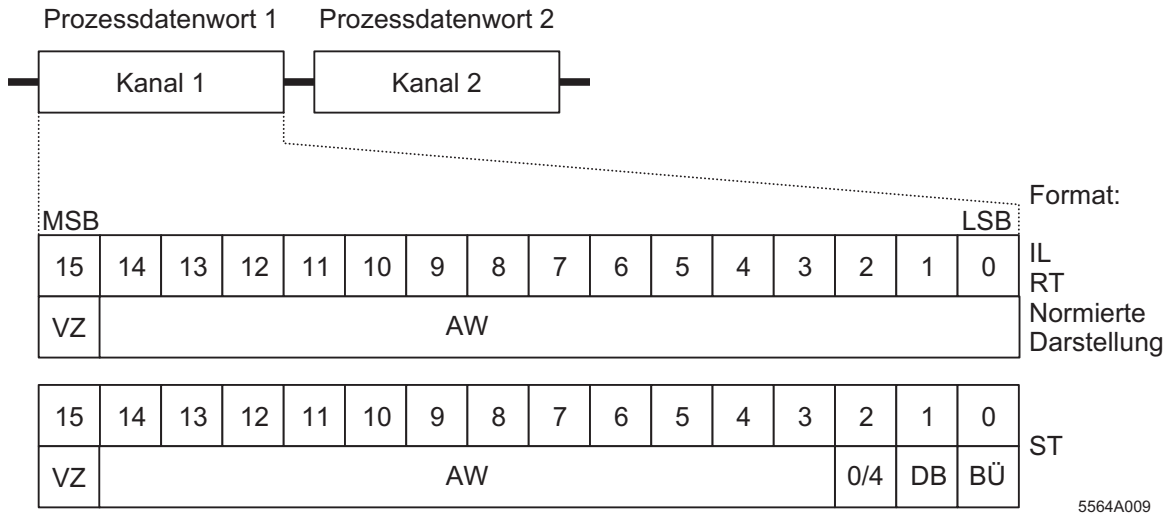 Prozessdatenwort 1 Prozessdatenwort 2
Kanal 1 Kanal 2
Format:
MSB LSB
15 14 13 12 11 10 9 8 7 6 5 4 3 2 1 0
IL
RT
VZ AW
Normierte
Darstellung
15 14 13 12 11 10 9 8 7 6 5 4 3 2 1 0
ST
VZ AW 0/4 DB BÜ
5564A009